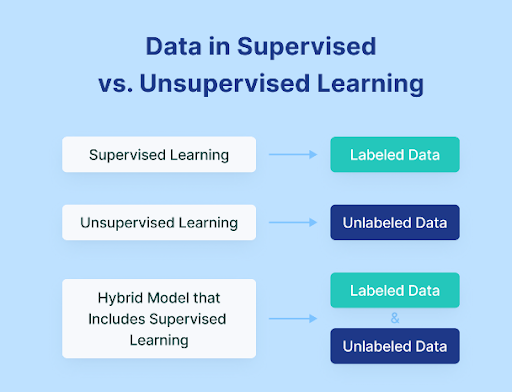 Data in Supervised
vs. Unsupervised Learning
Supervised Learning
Labeled Data
Unsupervised Learning
Unlabeled Data
Hybrid Model that
Includes Supervised
Learning
Labeled Data
&
Unlabeled Data